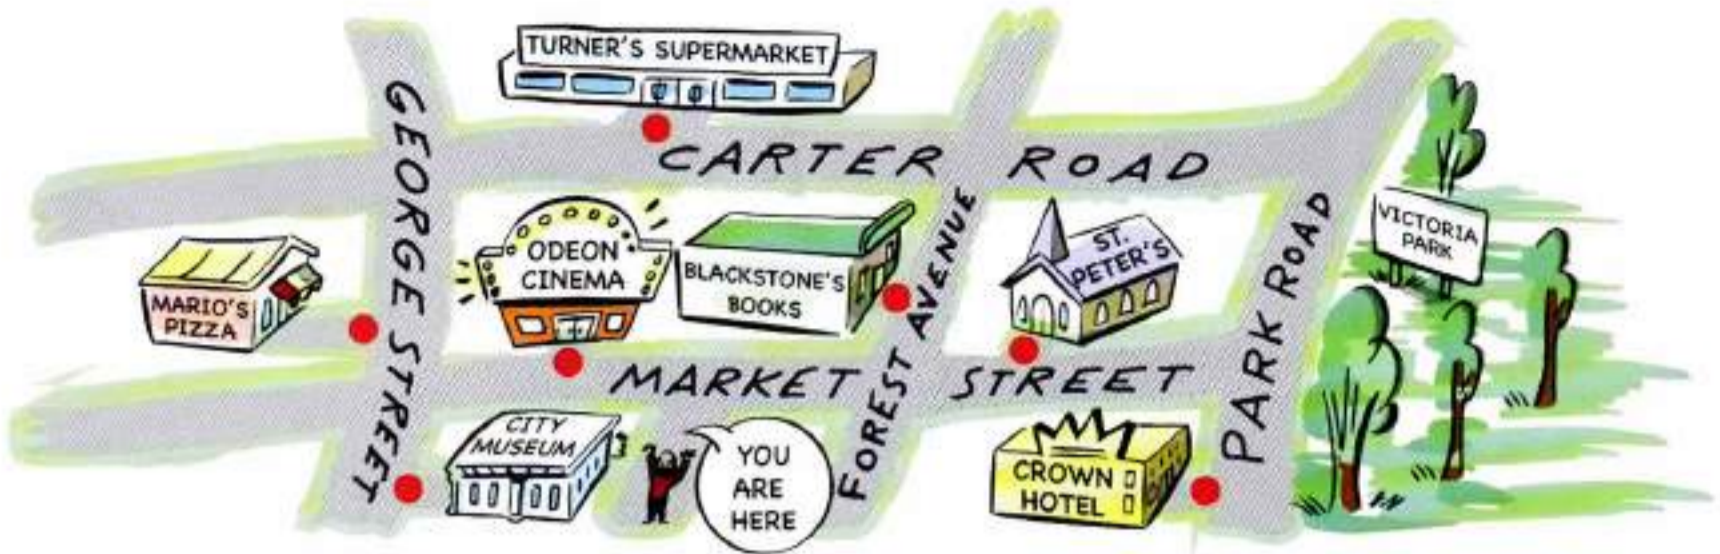 TURNER'S SUPERMARKET
GEORGE STREET
CARTER ROAD
ODEON
CINEMA
BLACKSTONE'S
BOOKS
FOREST AVENUE
ST.
PETER'S
PARK ROAD
VICTORIA
PARK
MARIO'S
PIZZA
MARKET STREET
CITY
MUSEUM
YOU
ARE
HERE
CROWN
HOTEL